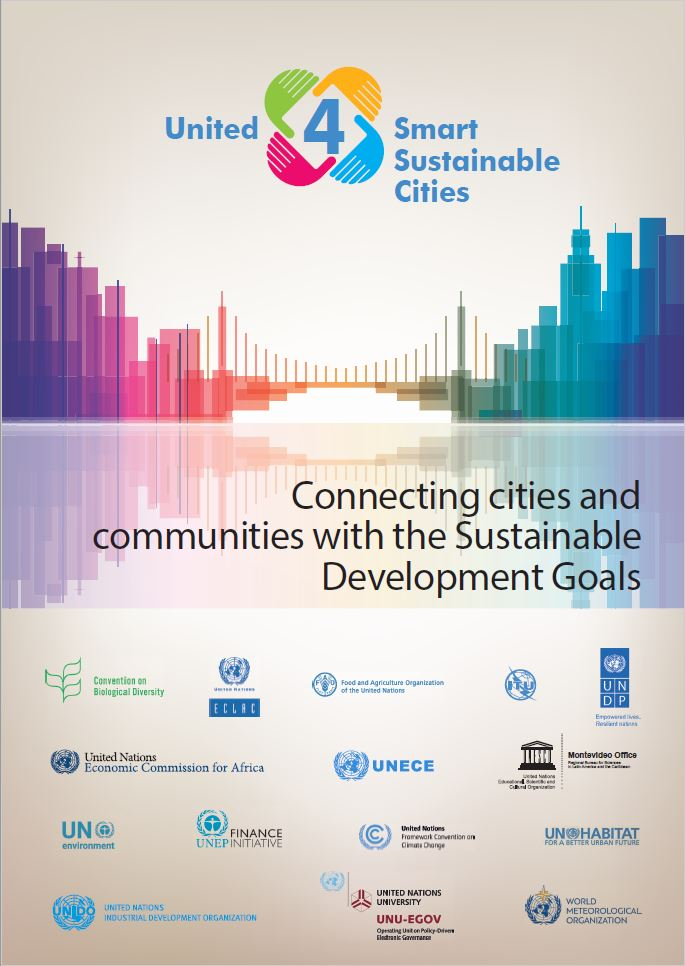 United
4
Smart
Sustainable
Cities
Connecting cities and
communities with the Sustainable
Development Goals
Convention on
Biological Diversity
UNITED NATIONS
ECLAC
FAO
Food and Agriculture Organization
of the United Nations
ITU
UN
DP
Empowered lives.
Resilient nations.
United Nations
Economic Commission for Africa
UNECE
United Nations
Educational, Scientific and
Cultural Organization
Montevideo Office
Regional Bureau for Sciences
in Latin America and the Caribbean
UN
environment
UNEP
FINANCE
INITIATIVE
United Nations
Framework Convention on
Climate Change
UN HABITAT
FOR A BETTER URBAN FUTURE
UNIDO
UNITED NATIONS
INDUSTRIAL DEVELOPMENT ORGANIZATION
UNITED NATIONS
UNIVERSITY
UNU-EGOV
Operating Unit on Policy-Driven
Electronic Governance
WORLD
METEOROLOGICAL
ORGANIZATION